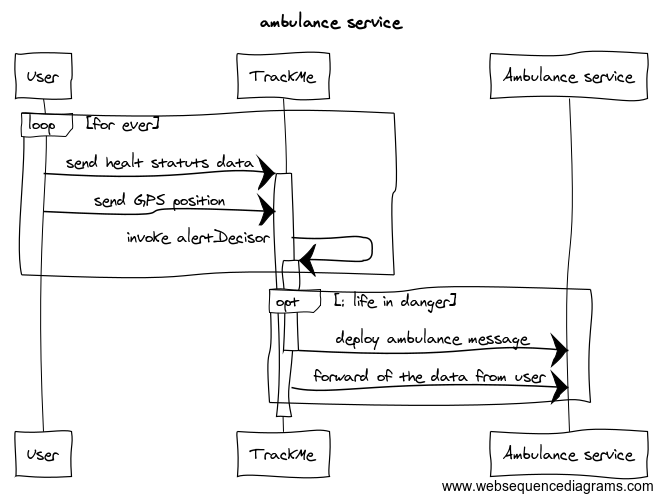 ambulance service
User
TrackMe
Ambulance service
loop
[for ever]
send healt statuts data
send GPS position
invoke alertDecisor
opt
[: life in danger]
deploy ambulance message
forward of the data from user
User
TrackMe
Ambulance service
www.websequencediagrams.com